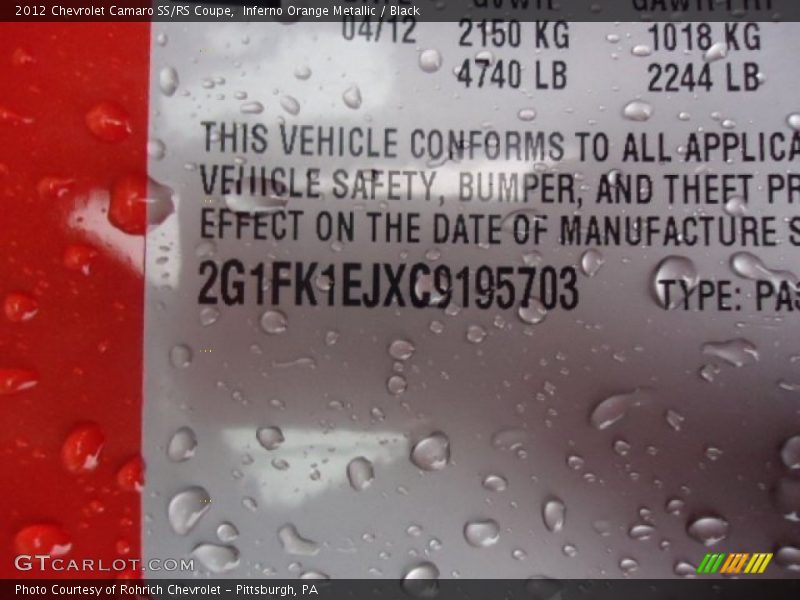 2012 Chevrolet Camaro SS/RS Coupe, Inferno Orange Metallic / Black
04/12 2150 KG 1018 KG
4740 LB 2244 LB
THIS VEHICLE CONFORMS TO ALL APPLICA
VEHICLE SAFETY, BUMPER, AND THEFT PR
EFFECT ON THE DATE OF MANUFACTURE S
2G1FK1EJXC9195703 TYPE: PAS
GTCARLOT.COM
Photo Courtesy of Rohrich Chevrolet - Pittsburgh, PA